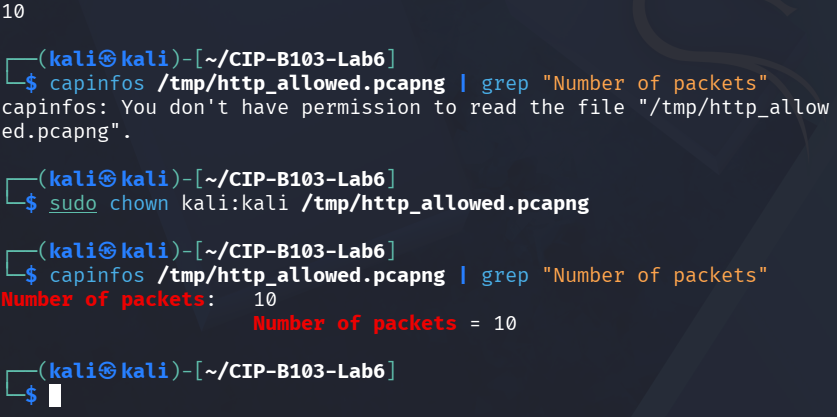 10
┌──(kali㉿kali)-[~/CIP-B103-Lab6]
└─$ capinfos /tmp/http_allowed.pcapng | grep "Number of packets"
capinfos: You don't have permission to read the file "/tmp/http_allow
ed.pcapng".
┌──(kali㉿kali)-[~/CIP-B103-Lab6]
└─$ sudo chown kali:kali /tmp/http_allowed.pcapng
┌──(kali㉿kali)-[~/CIP-B103-Lab6]
└─$ capinfos /tmp/http_allowed.pcapng | grep "Number of packets"
Number of packets:   10
                     Number of packets = 10
┌──(kali㉿kali)-[~/CIP-B103-Lab6]
└─$